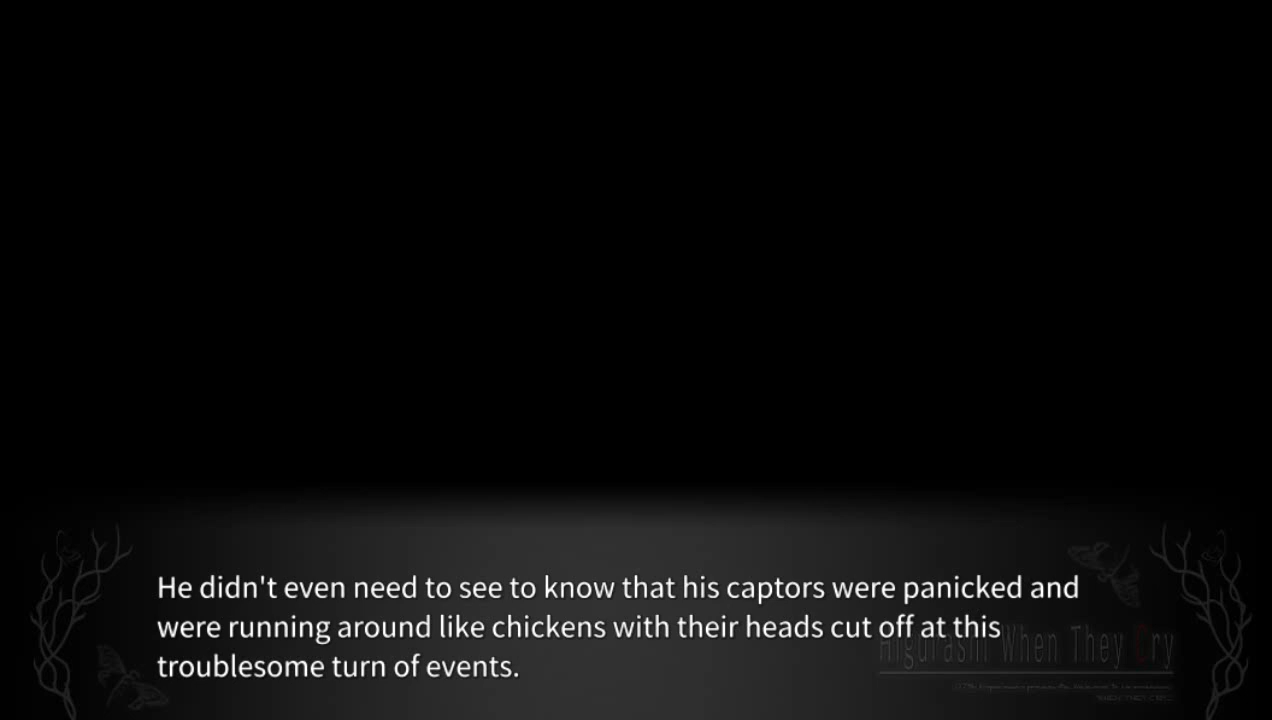 He didn't even need to see to know that his captors were panicked and
were running around like chickens with their heads cut off at this
troublesome turn of events.
Higurashi When They Cry